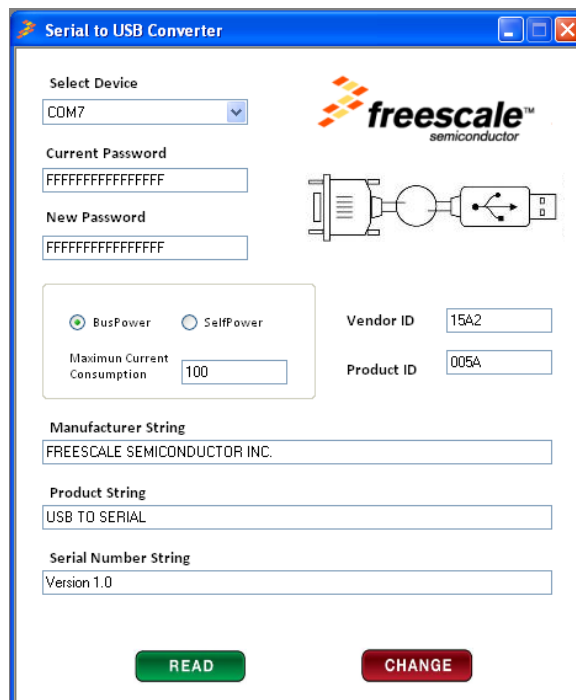 Serial to USB Converter
Select Device
COM7
freescale™
semiconductor
Current Password
FFFFFFFFFFFFFFFF
New Password
FFFFFFFFFFFFFFFF
BusPower SelfPower
Maximun Current
Consumption 100
Vendor ID 15A2
Product ID 005A
Manufacturer String
FREESCALE SEMICONDUCTOR INC.
Product String
USB TO SERIAL
Serial Number String
Version 1.0
READ CHANGE